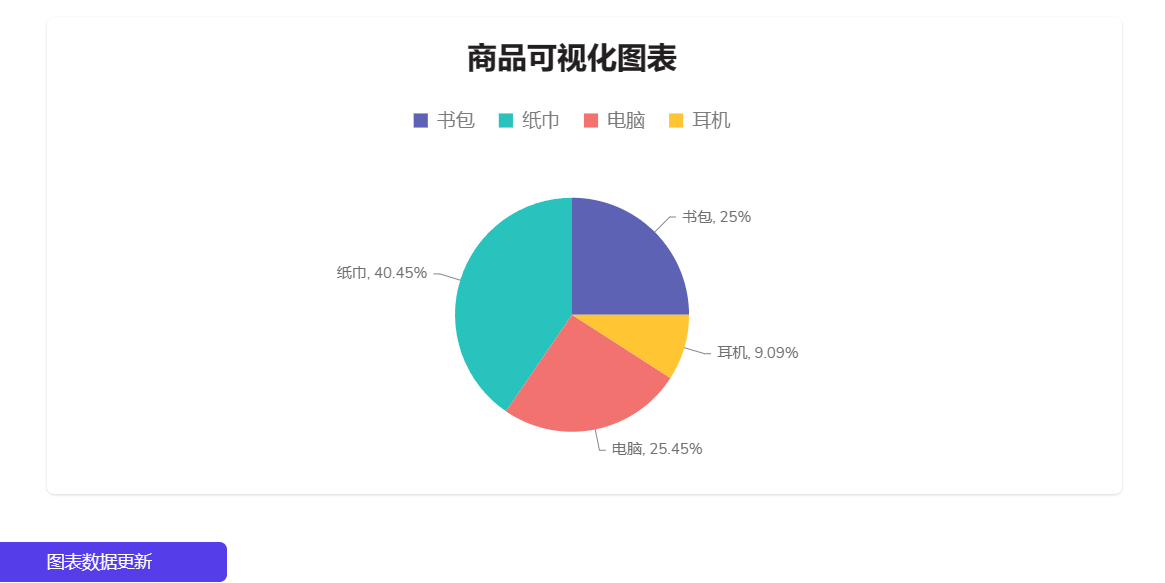 商品可视化图表
书包 纸巾 电脑 耳机
书包, 25%
纸巾, 40.45%
耳机, 9.09%
电脑, 25.45%
图表数据更新